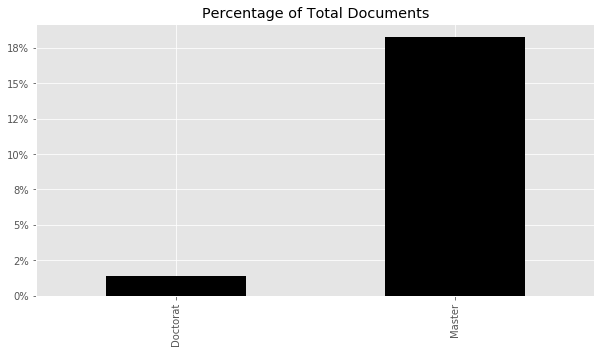 Percentage of Total Documents
18%
15%
12%
10%
8%
5%
2%
0%
Doctorat
Master